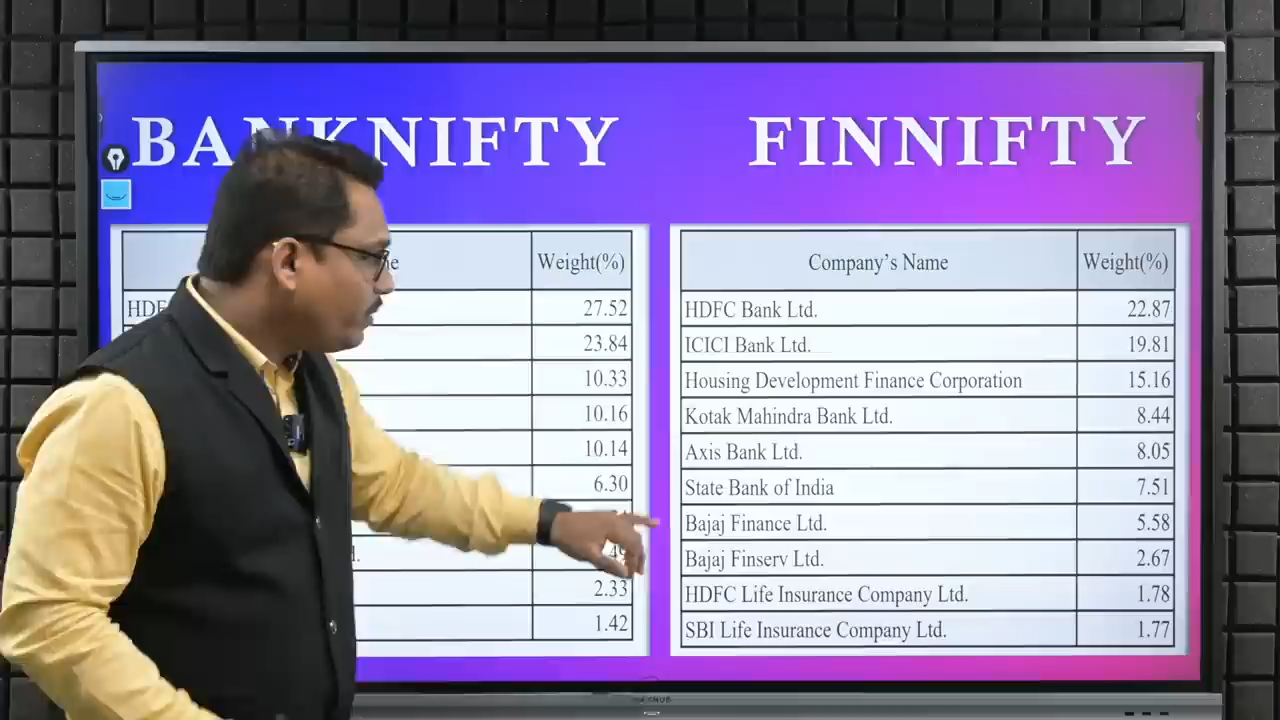 BANKNIFTY FINNIFTY
Weight(%)
27.52
23.84
10.33
10.16
10.14
6.30
2.33
1.42
Company's Name Weight(%)
HDFC Bank Ltd. 22.87
ICICI Bank Ltd. 19.81
Housing Development Finance Corporation 15.16
Kotak Mahindra Bank Ltd. 8.44
Axis Bank Ltd. 8.05
State Bank of India 7.51
Bajaj Finance Ltd. 5.58
Bajaj Finserv Ltd. 2.67
HDFC Life Insurance Company Ltd. 1.78
SBI Life Insurance Company Ltd. 1.77